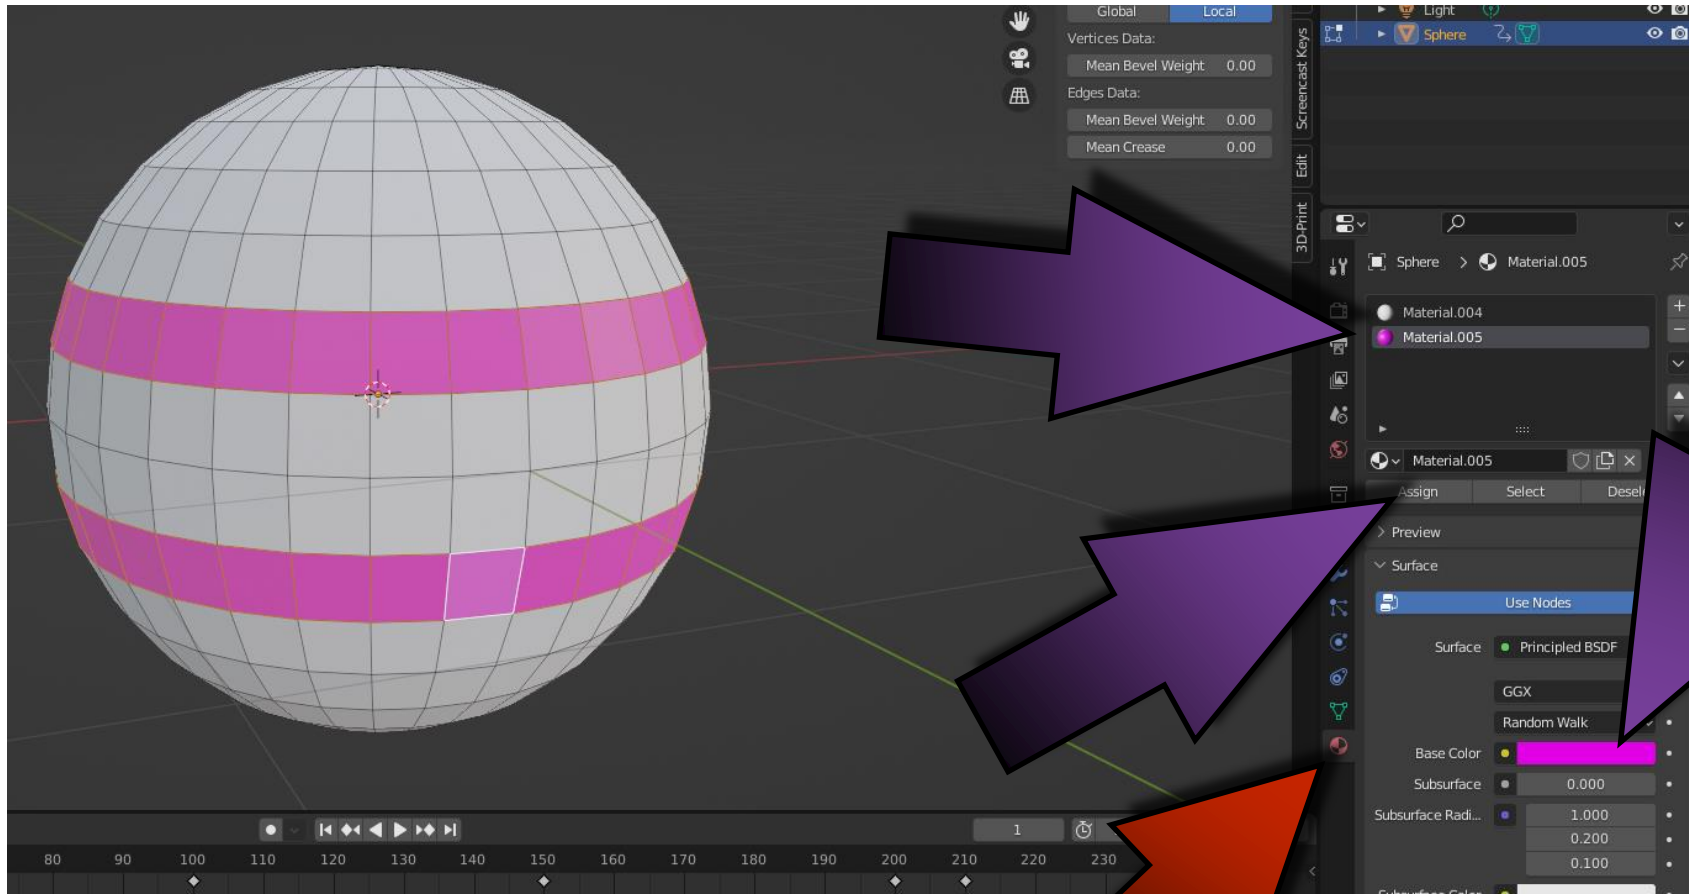 Global Local
Vertices Data:
Mean Bevel Weight 0.00
Edges Data:
Mean Bevel Weight 0.00
Mean Crease 0.00
Screencast Keys
Edit
3D-Print
Light
Sphere
Sphere > Material.005
Material.004
Material.005
Material.005
Assign Select
Preview
Surface
Use Nodes
Surface Principled BSDF
GGX
Random Walk
Base Color
Subsurface 0.000
Subsurface Radi... 1.000
0.200
0.100
1
80 90 100 110 120 130 140 150 160 170 180 190 200 210 220 230